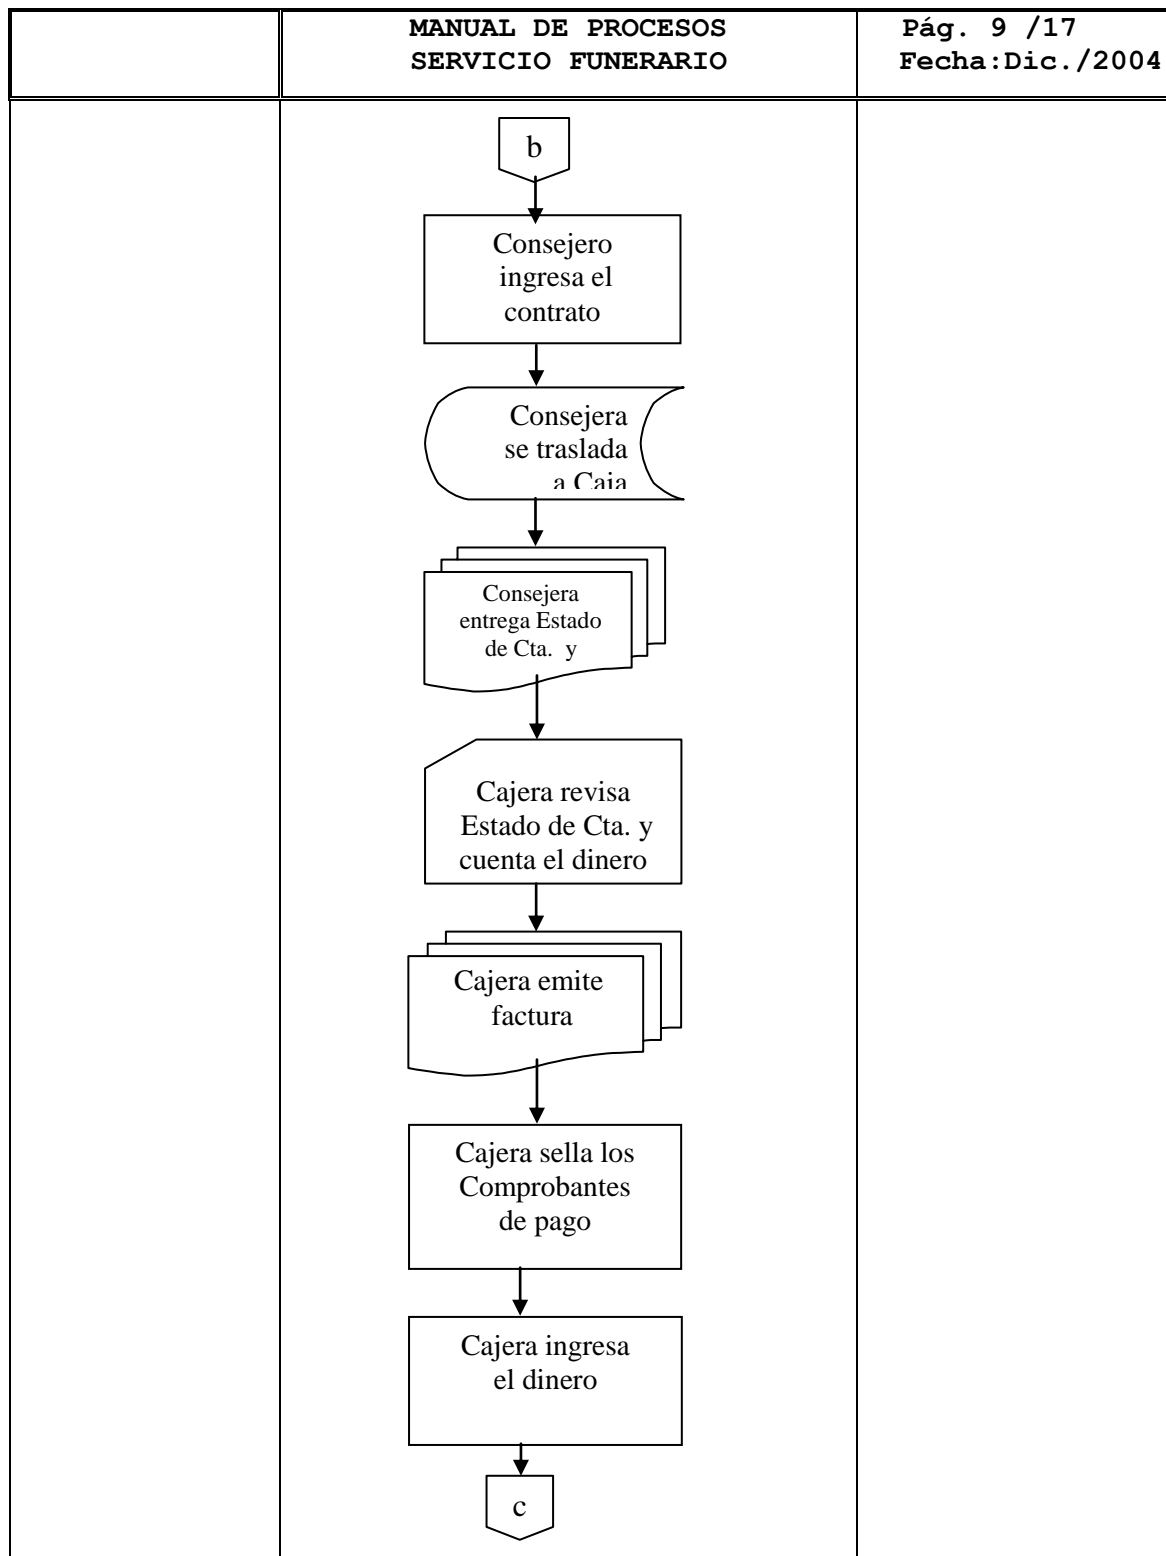 MANUAL DE PROCESOS
SERVICIO FUNERARIO
Pág. 9 /17
Fecha:Dic./2004
b
Consejero
ingresa el
contrato
Consejera
se traslada
a Caja
Consejera
entrega Estado
de Cta. y
Cajera revisa
Estado de Cta. y
cuenta el dinero
Cajera emite
factura
Cajera sella los
Comprobantes
de pago
Cajera ingresa
el dinero
c